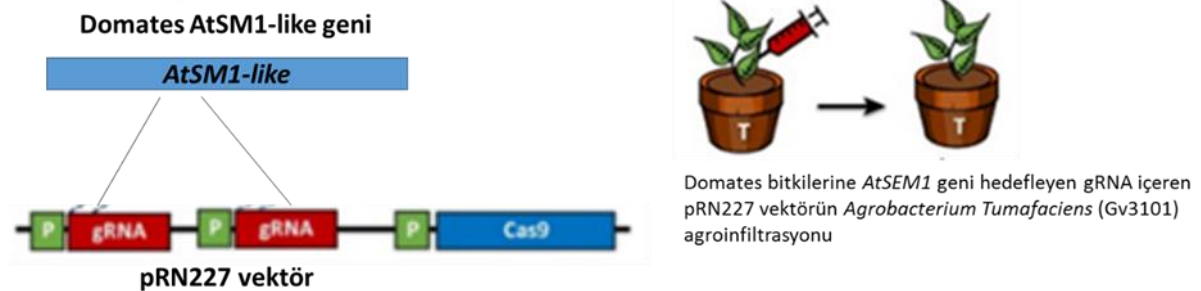 Domates AtSM1-like geni
AtSM1-like
P gRNA P gRNA P Cas9
pRN227 vektör
T T
Domates bitkilerine AtSEM1 geni hedefleyen gRNA içeren
pRN227 vektörün Agrobacterium Tumafaciens (Gv3101)
agroinfiltrasyonu